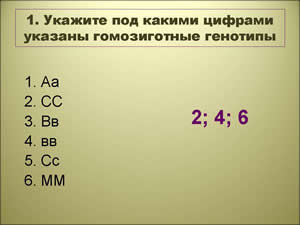 1. Укажите под какими цифрами
указаны гомозиготные генотипы
1. Аа
2. СС
3. Вв
4. вв
5. Сс
6. ММ
2; 4; 6